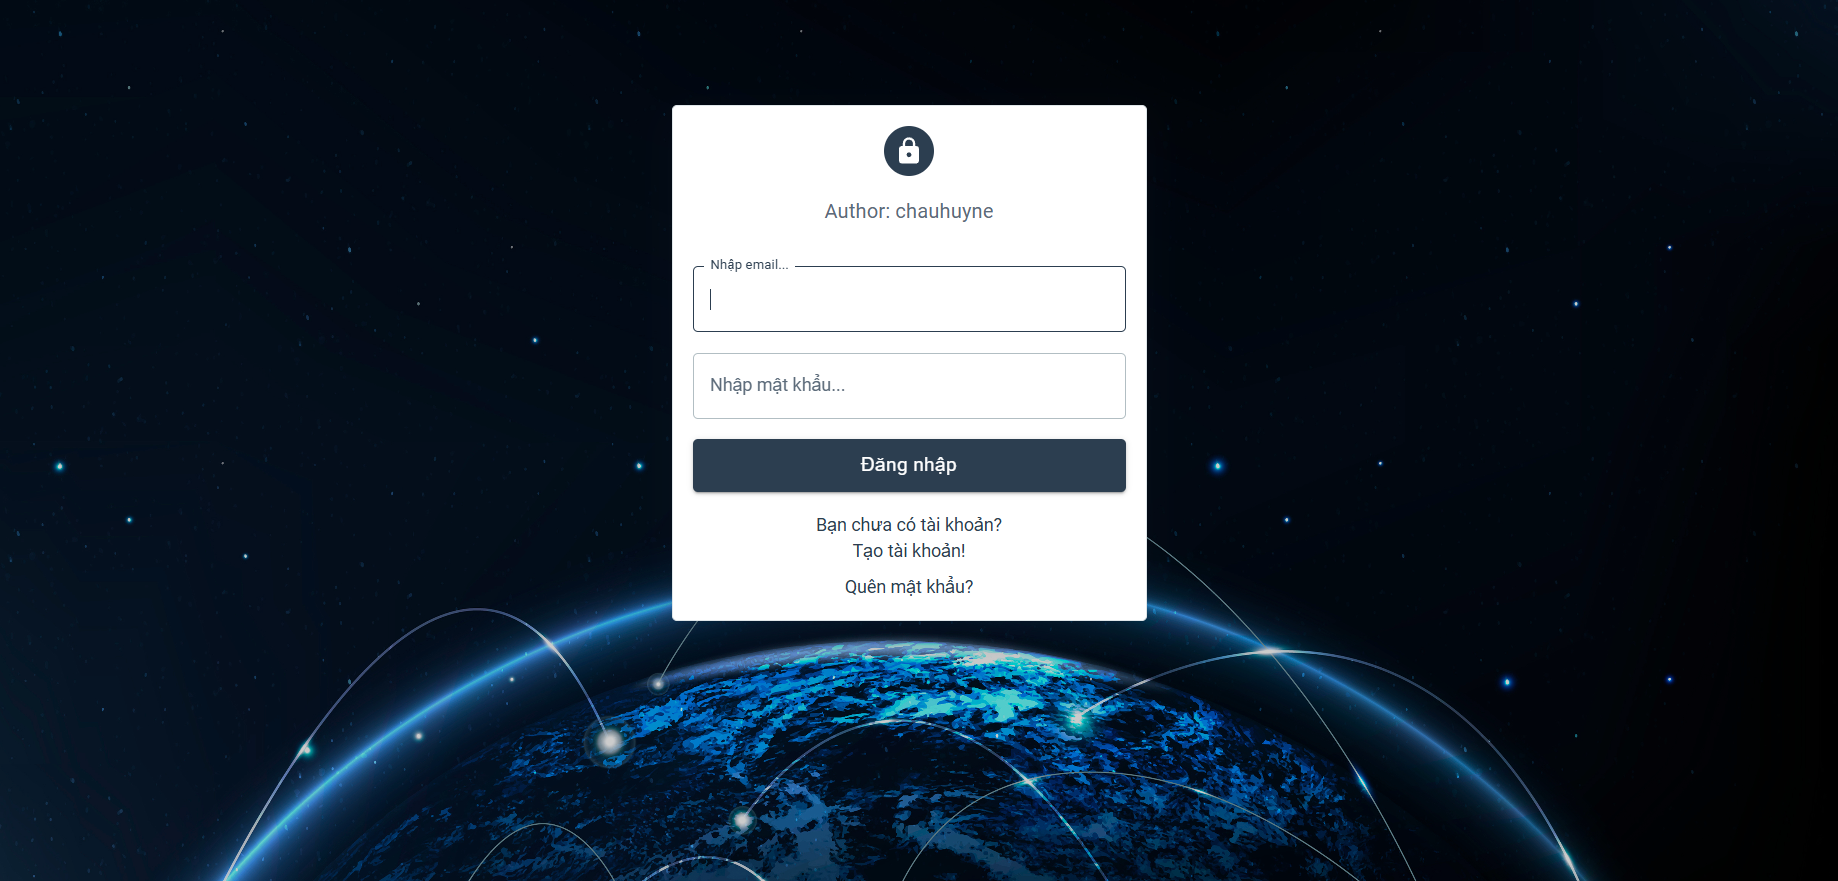 Author: chauhuyne
Nhập email...
Nhập mật khẩu...
Đăng nhập
Bạn chưa có tài khoản?
Tạo tài khoản!
Quên mật khẩu?